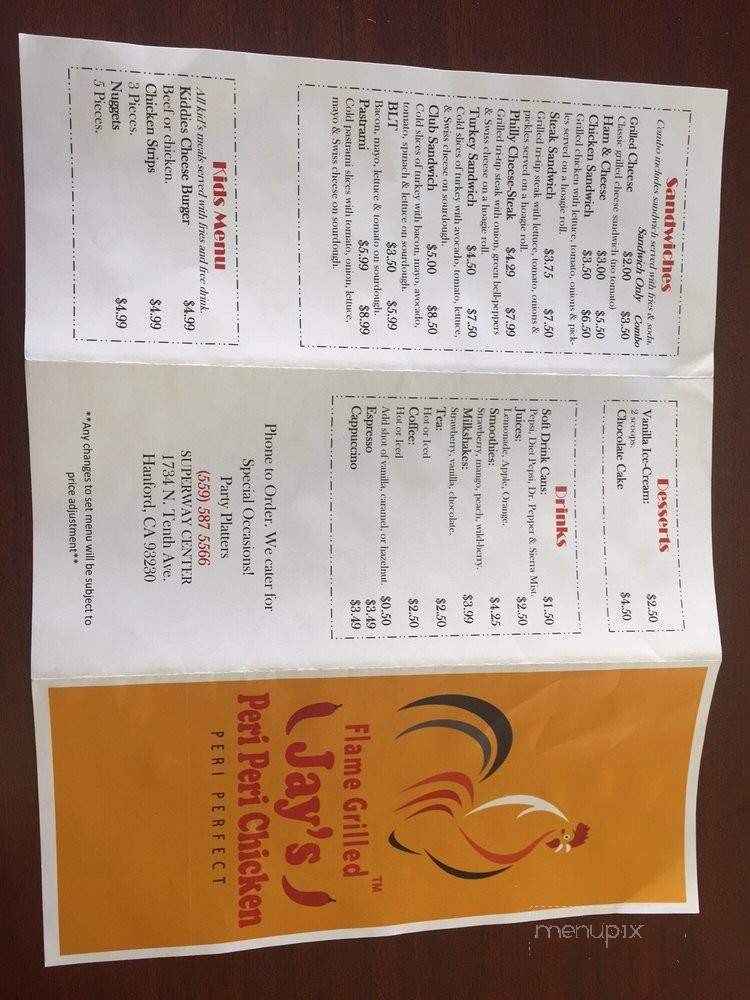 Sandwiches
Combo includes sandwich served with fries & soda.
Sandwich Only Combo
Grilled Cheese $2.00 $3.50
Classic grilled cheese sandwich (no tomato)
Ham & Cheese $3.00 $5.50
Chicken Sandwich $3.50 $6.50
Grilled chicken with lettuce, tomato, onions & pick-
les served on a hoagie roll.
Steak Sandwich $3.75 $7.50
Grilled tri-tip steak with lettuce, tomato, onions &
pickles served on a hoagie roll.
Philly Cheese-Steak $4.29 $7.99
Grilled tri-tip steak with onion, green bell-peppers
& Swiss cheese on a hoagie roll.
Turkey Sandwich $4.50 $7.50
Cold slices of turkey with avocado, tomato, lettuce,
& Swiss cheese on sourdough.
Club Sandwich $5.00 $8.50
Cold slices of turkey with bacon, mayo, avocado,
tomato, spinach & lettuce on sourdough.
BLT $3.50 $5.99
Bacon, mayo, lettuce & tomato on sourdough.
Pastrami $5.99 $8.99
Cold pastrami slices with tomato, onion, lettuce,
mayo & Swiss cheese on sourdough.
Kids Menu
All kid's meals served with fries and free drink.
Kiddies Cheese Burger $4.99
Beef or chicken.
Chicken Strips $4.99
3 Pieces.
Nuggets $4.99
5 Pieces.
Desserts
Vanilla Ice-Cream: $2.50
2 scoops.
Chocolate Cake $4.50
Drinks
Soft Drink Cans: $1.50
Pepsi, Diet Pepsi, Dr. Pepper & Sierra Mist.
Juices: $2.50
Lemonade, Apple, Orange.
Smoothies: $4.25
Strawberry, mango, peach, wild-berry.
Milkshakes: $3.99
Strawberry, vanilla, chocolate.
Tea: $2.50
Hot or Iced
Coffee: $2.50
Hot or Iced
Add shot of vanilla, caramel, or hazelnut. $0.50
Espresso $3.49
Cappuccino $3.49
Phone to Order. We cater for
Special Occasions!
Party Platters
(559) 587 5566
SUPERWAY CENTER
1734 N. Tenth Ave.
Hanford, CA 93230
**Any changes to set menu will be subject to
price adjustment**
Flame Grilled TM
Jay's
Peri Peri Chicken
PERI PERFECT
menupix